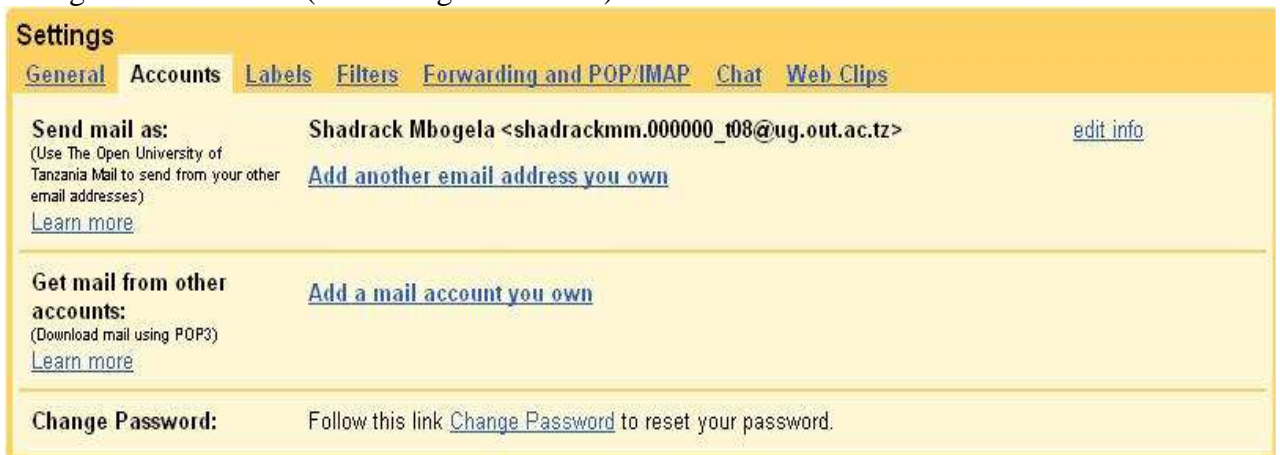 Settings
General Accounts Labels Filters Forwarding and POP/IMAP Chat Web Clips
Send mail as:
(Use The Open University of
Tanzania Mail to send from your other
email addresses)
Learn more
Shadrack Mbogela <shadrackmm.000000_t08@ug.out.ac.tz>
edit info
Add another email address you own
Get mail from other
accounts:
(Download mail using POP3)
Learn more
Add a mail account you own
Change Password:
Follow this link Change Password to reset your password.